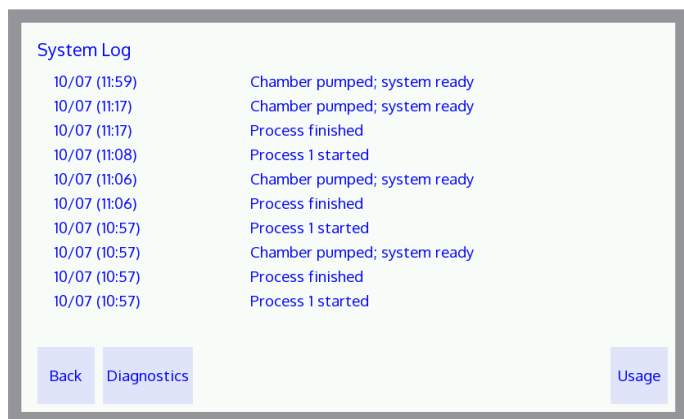 System Log
10/07 (11:59) Chamber pumped; system ready
10/07 (11:17) Chamber pumped; system ready
10/07 (11:17) Process finished
10/07 (11:08) Process 1 started
10/07 (11:06) Chamber pumped; system ready
10/07 (11:06) Process finished
10/07 (10:57) Process 1 started
10/07 (10:57) Chamber pumped; system ready
10/07 (10:57) Process finished
10/07 (10:57) Process 1 started
Back Diagnostics Usage